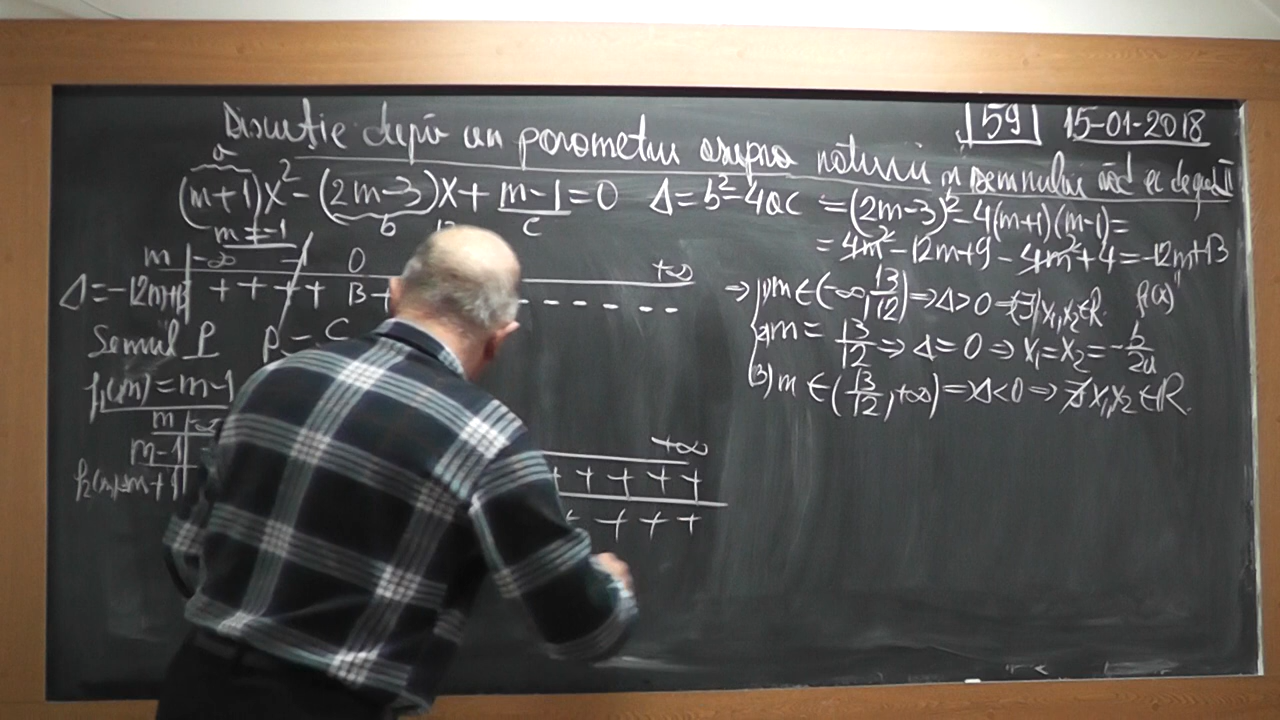 Discuție după un parametru asupra naturii și semnului răd ec de grad II
59 15-01-2018
a
(m+1)x² - (2m-3)x + m-1 = 0 Δ = b² - 4ac = (2m-3)² - 4(m+1)(m-1) =
b c
m ≠ -1
= 4m² - 12m + 9 - 4m² + 4 = -12m + 13
m -∞ -1 0 +∞
Δ = -12m+13 + + + + 13 + - - - - - -
⇒ 1) m ∈ (-∞, 13/12) ⇒ Δ > 0 ⇒ (∃) x₁, x₂ ∈ R
2) m = 13/12 ⇒ Δ = 0 ⇒ x₁ = x₂ = -b/2a
3) m ∈ (13/12, +∞) ⇒ Δ < 0 ⇒ ∄ x₁, x₂ ∈ R
Semnul P P = C
f₁(m) = m-1
m -∞ +∞
m-1 - + + + + +
f₂(m) = m+1 + + + +